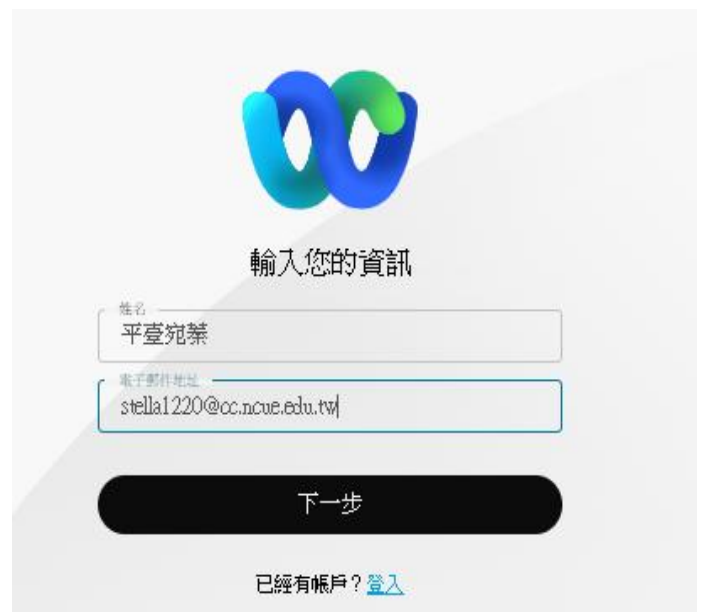 輸入您的資訊
姓名
平臺宛蓁
電子郵件地址
stella1220@cc.ncue.edu.tw
下一步
已經有帳戶？登入